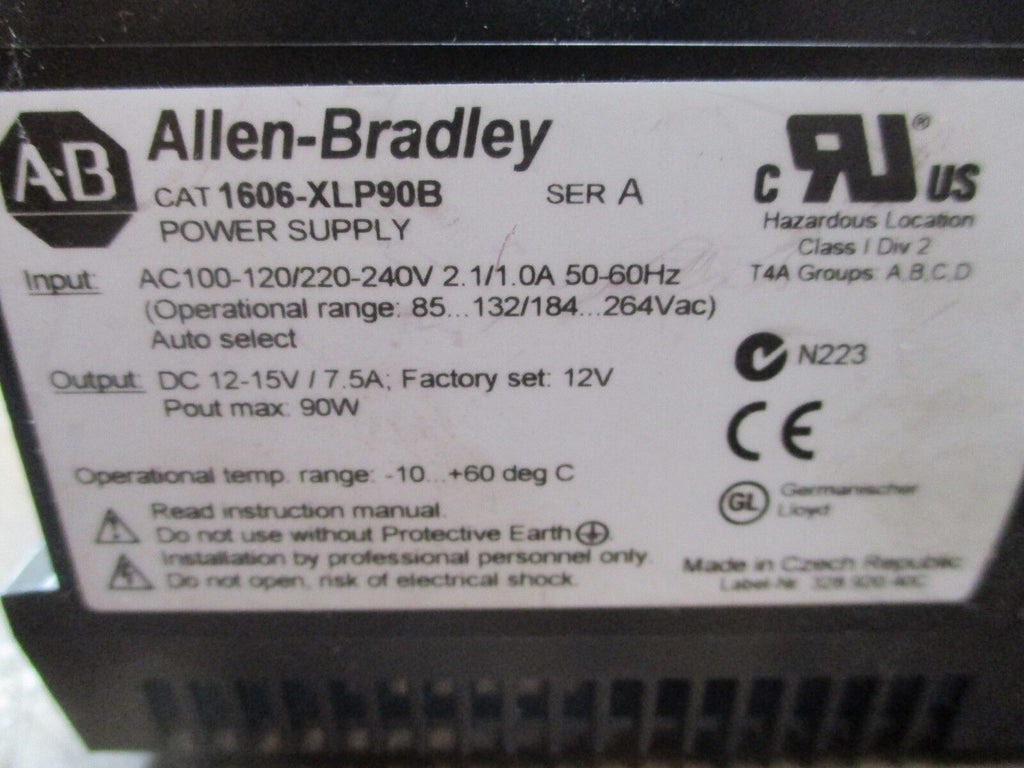 A-B Allen-Bradley
CAT 1606-XLP90B SER A
POWER SUPPLY
Input: AC100-120/220-240V 2.1/1.0A 50-60Hz
(Operational range: 85...132/184...264Vac)
Auto select
Output: DC 12-15V / 7.5A; Factory set: 12V
Pout max: 90W
Operational temp. range: -10...+60 deg C
Read instruction manual.
Do not use without Protective Earth
Installation by professional personnel only.
Do not open, risk of electrical shock.
C RU ® US
Hazardous Location
Class I Div 2
T4A Groups: A,B,C,D
N223
CE
GL Germanischer
Lloyd
Made in Czech Republic
Label-Nr.